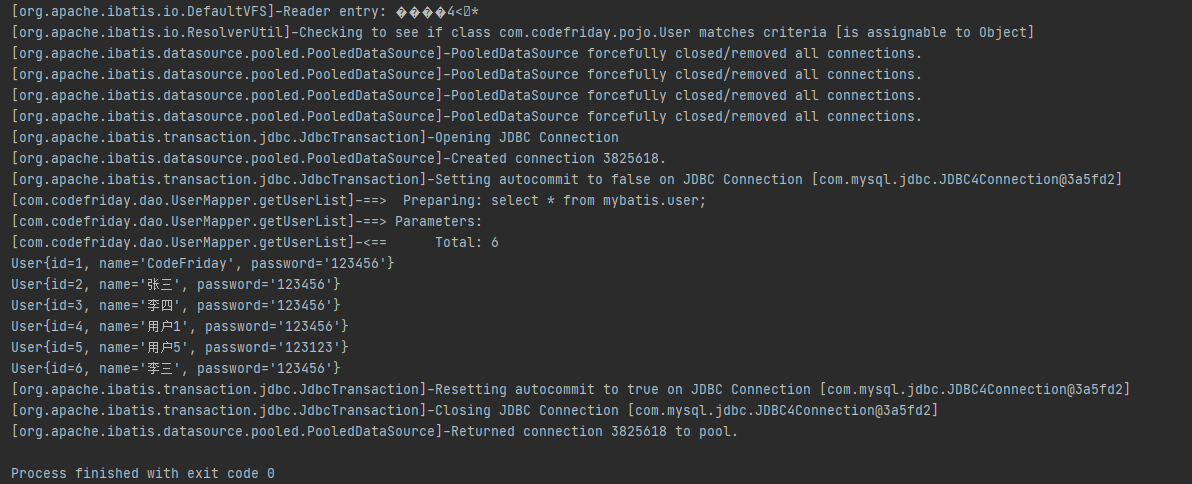 [org.apache.ibatis.io.DefaultVFS]-Reader entry: ����4<�*
[org.apache.ibatis.io.ResolverUtil]-Checking to see if class com.codefriday.pojo.User matches criteria [is assignable to Object]
[org.apache.ibatis.datasource.pooled.PooledDataSource]-PooledDataSource forcefully closed/removed all connections.
[org.apache.ibatis.datasource.pooled.PooledDataSource]-PooledDataSource forcefully closed/removed all connections.
[org.apache.ibatis.datasource.pooled.PooledDataSource]-PooledDataSource forcefully closed/removed all connections.
[org.apache.ibatis.datasource.pooled.PooledDataSource]-PooledDataSource forcefully closed/removed all connections.
[org.apache.ibatis.transaction.jdbc.JdbcTransaction]-Opening JDBC Connection
[org.apache.ibatis.datasource.pooled.PooledDataSource]-Created connection 3825618.
[org.apache.ibatis.transaction.jdbc.JdbcTransaction]-Setting autocommit to false on JDBC Connection [com.mysql.jdbc.JDBC4Connection@3a5fd2]
[com.codefriday.dao.UserMapper.getUserList]-==>  Preparing: select * from mybatis.user;
[com.codefriday.dao.UserMapper.getUserList]-==> Parameters:
[com.codefriday.dao.UserMapper.getUserList]-<==      Total: 6
User{id=1, name='CodeFriday', password='123456'}
User{id=2, name='张三', password='123456'}
User{id=3, name='李四', password='123456'}
User{id=4, name='用户1', password='123456'}
User{id=5, name='用户5', password='123123'}
User{id=6, name='李三', password='123456'}
[org.apache.ibatis.transaction.jdbc.JdbcTransaction]-Resetting autocommit to true on JDBC Connection [com.mysql.jdbc.JDBC4Connection@3a5fd2]
[org.apache.ibatis.transaction.jdbc.JdbcTransaction]-Closing JDBC Connection [com.mysql.jdbc.JDBC4Connection@3a5fd2]
[org.apache.ibatis.datasource.pooled.PooledDataSource]-Returned connection 3825618 to pool.
Process finished with exit code 0